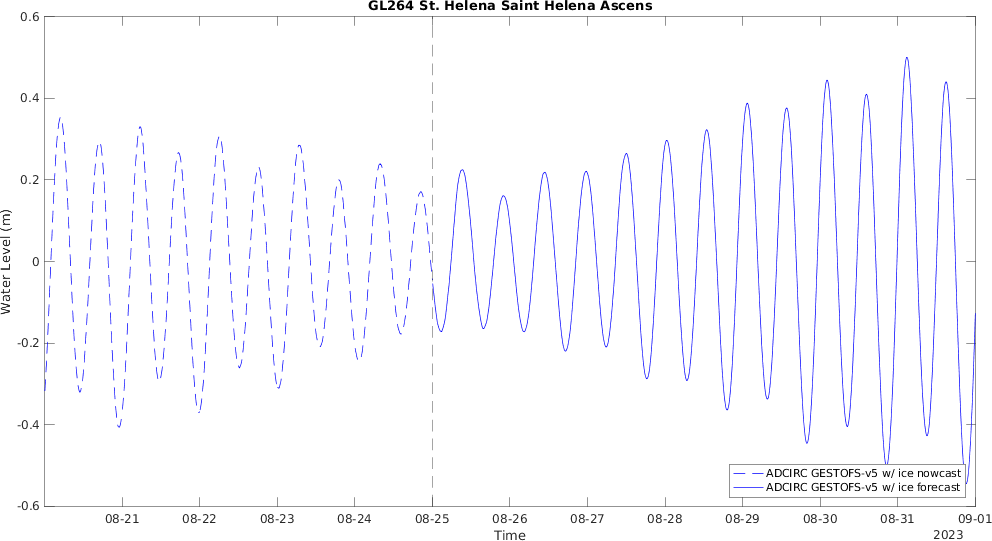 GL264 St. Helena Saint Helena Ascens
Water Level (m)
0.6
0.4
0.2
0
-0.2
-0.4
-0.6
ADCIRC GESTOFS-v5 w/ ice nowcast
ADCIRC GESTOFS-v5 w/ ice forecast
08-21 08-22 08-23 08-24 08-25 08-26 08-27 08-28 08-29 08-30 08-31 09-01
Time
2023